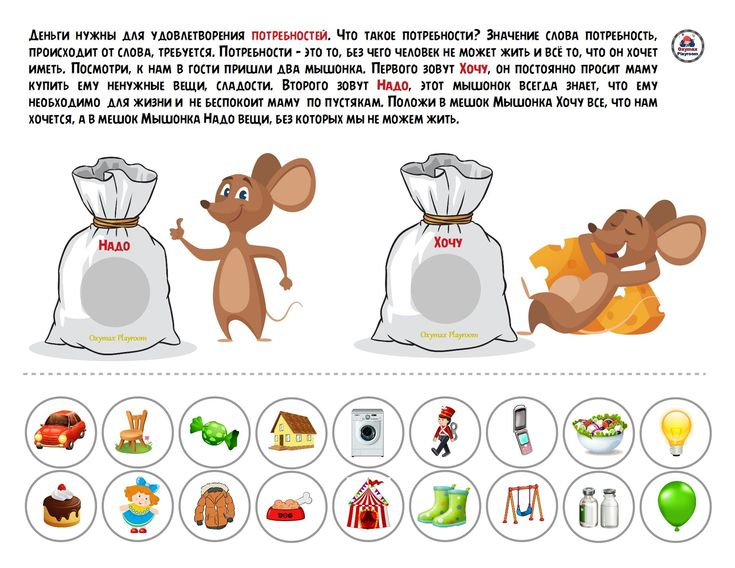 Деньги нужны для удовлетворения потребностей. Что такое потребности? Значение слова потребность,
происходит от слова, требуется. Потребности - это то, без чего человек не может жить и всё то, что он хочет
иметь. Посмотри, к нам в гости пришли два мышонка. Первого зовут Хочу, он постоянно просит маму
купить ему ненужные вещи, сладости. Второго зовут Надо, этот мышонок всегда знает, что ему
необходимо для жизни и не беспокоит маму по пустякам. Положи в мешок Мышонка Хочу все, что нам
хочется, а в мешок Мышонка Надо вещи, без которых мы не можем жить.
Oxymax
Playroom
Надо
Oxymax Playroom
Хочу
Oxymax Playroom
DOG